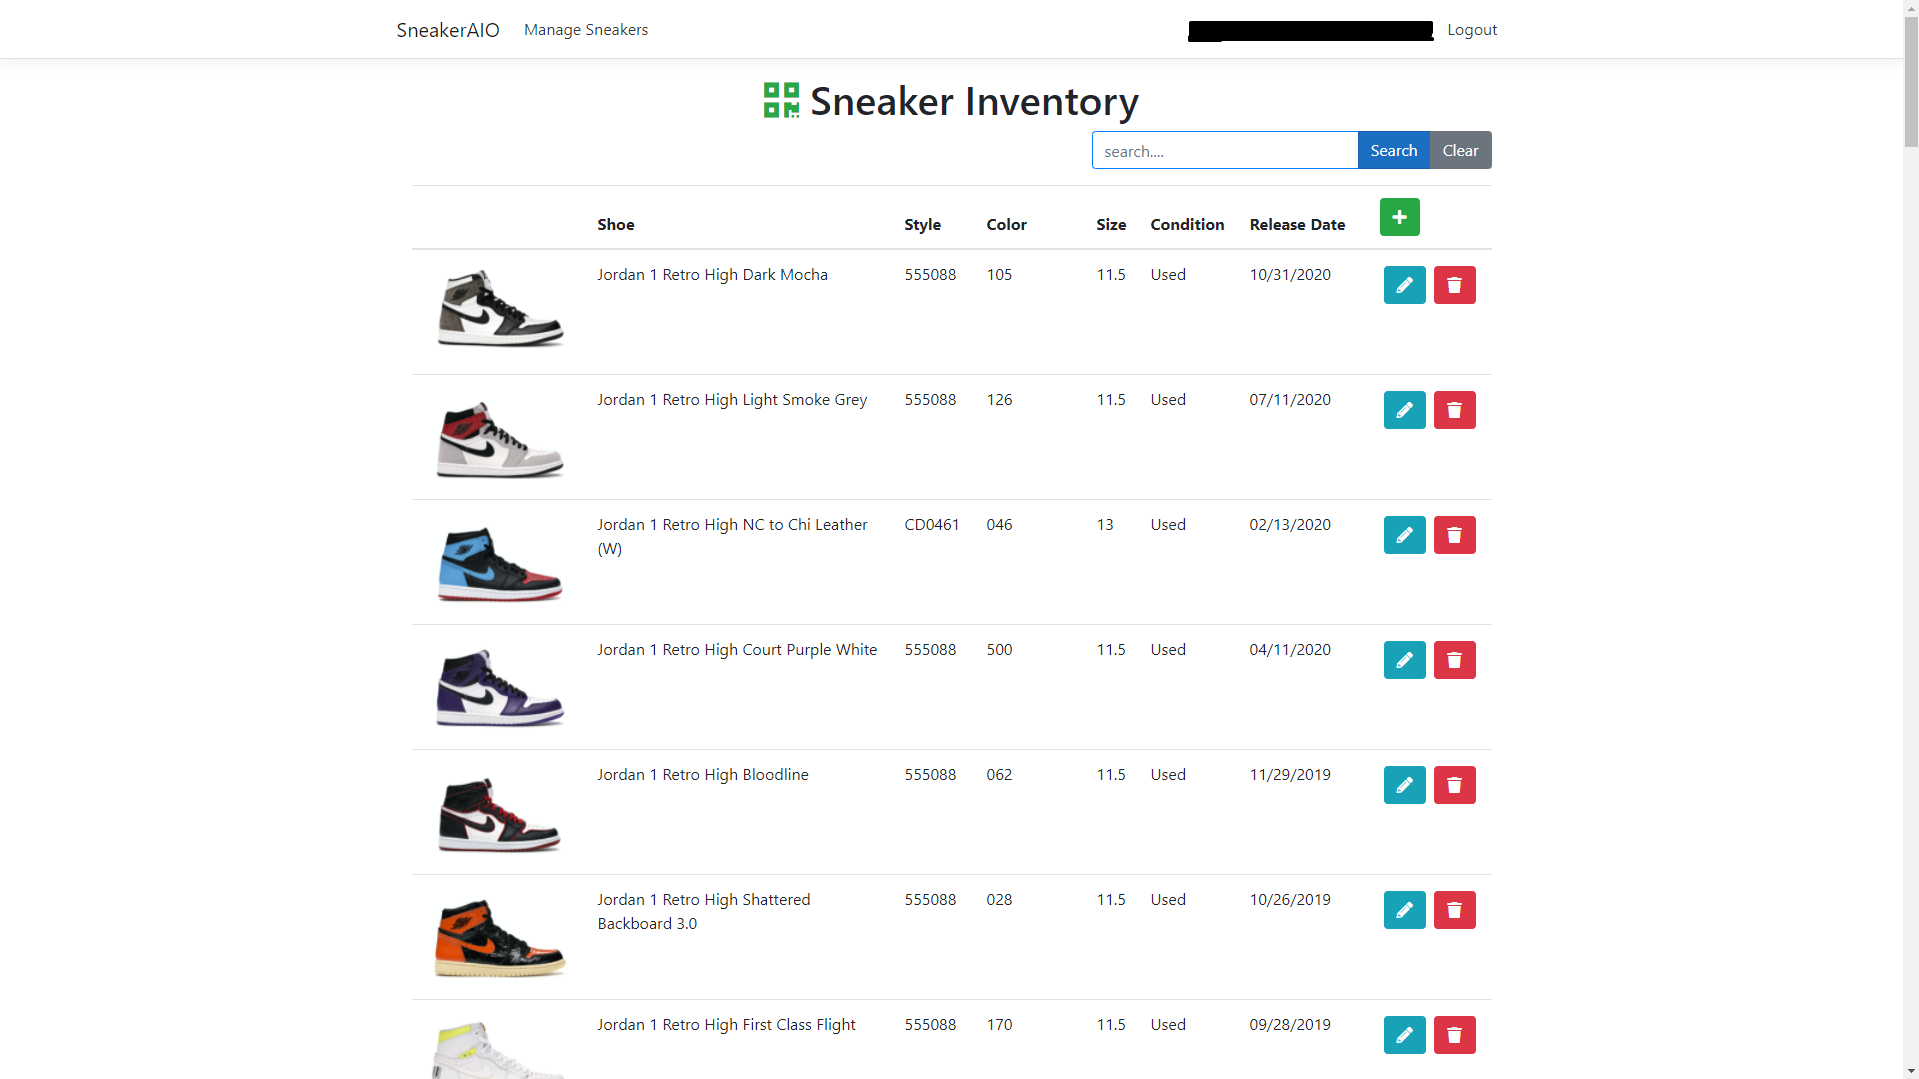 SneakerAIO Manage Sneakers Logout
Sneaker Inventory
search.... Search Clear
Shoe Style Color Size Condition Release Date
Jordan 1 Retro High Dark Mocha 555088 105 11.5 Used 10/31/2020
Jordan 1 Retro High Light Smoke Grey 555088 126 11.5 Used 07/11/2020
Jordan 1 Retro High NC to Chi Leather CD0461 046 13 Used 02/13/2020
(W)
Jordan 1 Retro High Court Purple White 555088 500 11.5 Used 04/11/2020
Jordan 1 Retro High Bloodline 555088 062 11.5 Used 11/29/2019
Jordan 1 Retro High Shattered 555088 028 11.5 Used 10/26/2019
Backboard 3.0
Jordan 1 Retro High First Class Flight 555088 170 11.5 Used 09/28/2019